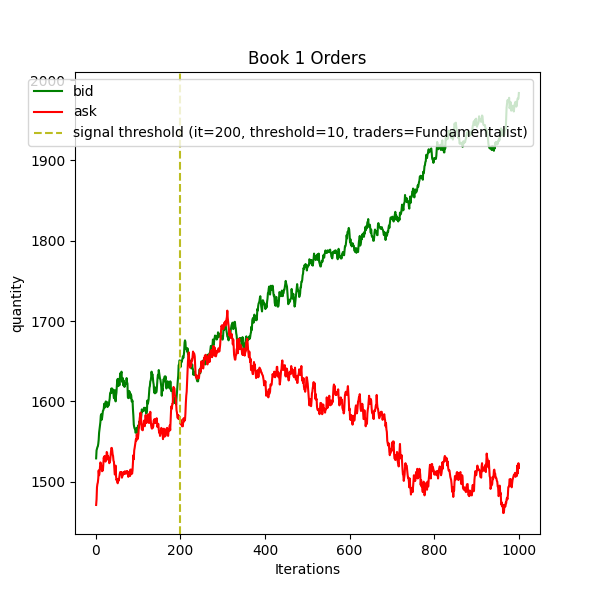 Book 1 Orders
bid
ask
signal threshold (it=200, threshold=10, traders=Fundamentalist)
quantity
2000
1900
1800
1700
1600
1500
0 200 400 600 800 1000
Iterations